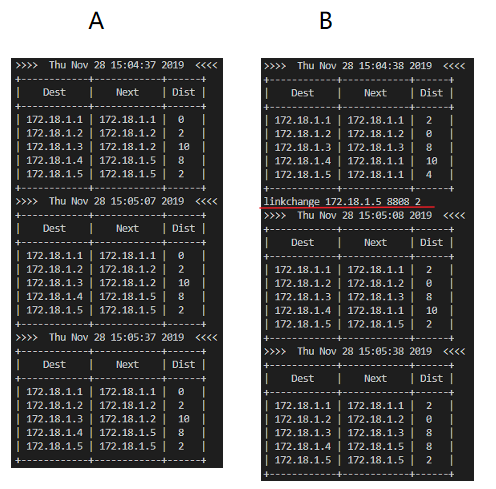 A
>>>> Thu Nov 28 15:04:37 2019 <<<<
+------------+------------+------+
| Dest | Next | Dist |
+------------+------------+------+
| 172.18.1.1 | 172.18.1.1 | 0 |
| 172.18.1.2 | 172.18.1.2 | 2 |
| 172.18.1.3 | 172.18.1.2 | 10 |
| 172.18.1.4 | 172.18.1.5 | 8 |
| 172.18.1.5 | 172.18.1.5 | 2 |
+------------+------------+------+
>>>> Thu Nov 28 15:05:07 2019 <<<<
+------------+------------+------+
| Dest | Next | Dist |
+------------+------------+------+
| 172.18.1.1 | 172.18.1.1 | 0 |
| 172.18.1.2 | 172.18.1.2 | 2 |
| 172.18.1.3 | 172.18.1.2 | 10 |
| 172.18.1.4 | 172.18.1.5 | 8 |
| 172.18.1.5 | 172.18.1.5 | 2 |
+------------+------------+------+
>>>> Thu Nov 28 15:05:37 2019 <<<<
+------------+------------+------+
| Dest | Next | Dist |
+------------+------------+------+
| 172.18.1.1 | 172.18.1.1 | 0 |
| 172.18.1.2 | 172.18.1.2 | 2 |
| 172.18.1.3 | 172.18.1.2 | 10 |
| 172.18.1.4 | 172.18.1.5 | 8 |
| 172.18.1.5 | 172.18.1.5 | 2 |
+------------+------------+------+
B
>>>> Thu Nov 28 15:04:38 2019 <<<<
+------------+------------+------+
| Dest | Next | Dist |
+------------+------------+------+
| 172.18.1.1 | 172.18.1.1 | 2 |
| 172.18.1.2 | 172.18.1.2 | 0 |
| 172.18.1.3 | 172.18.1.3 | 8 |
| 172.18.1.4 | 172.18.1.1 | 10 |
| 172.18.1.5 | 172.18.1.1 | 4 |
+------------+------------+------+
linkchange 172.18.1.5 8808 2
>>>> Thu Nov 28 15:05:08 2019 <<<<
+------------+------------+------+
| Dest | Next | Dist |
+------------+------------+------+
| 172.18.1.1 | 172.18.1.1 | 2 |
| 172.18.1.2 | 172.18.1.2 | 0 |
| 172.18.1.3 | 172.18.1.3 | 8 |
| 172.18.1.4 | 172.18.1.1 | 10 |
| 172.18.1.5 | 172.18.1.5 | 2 |
+------------+------------+------+
>>>> Thu Nov 28 15:05:38 2019 <<<<
+------------+------------+------+
| Dest | Next | Dist |
+------------+------------+------+
| 172.18.1.1 | 172.18.1.1 | 2 |
| 172.18.1.2 | 172.18.1.2 | 0 |
| 172.18.1.3 | 172.18.1.3 | 8 |
| 172.18.1.4 | 172.18.1.5 | 8 |
| 172.18.1.5 | 172.18.1.5 | 2 |
+------------+------------+------+